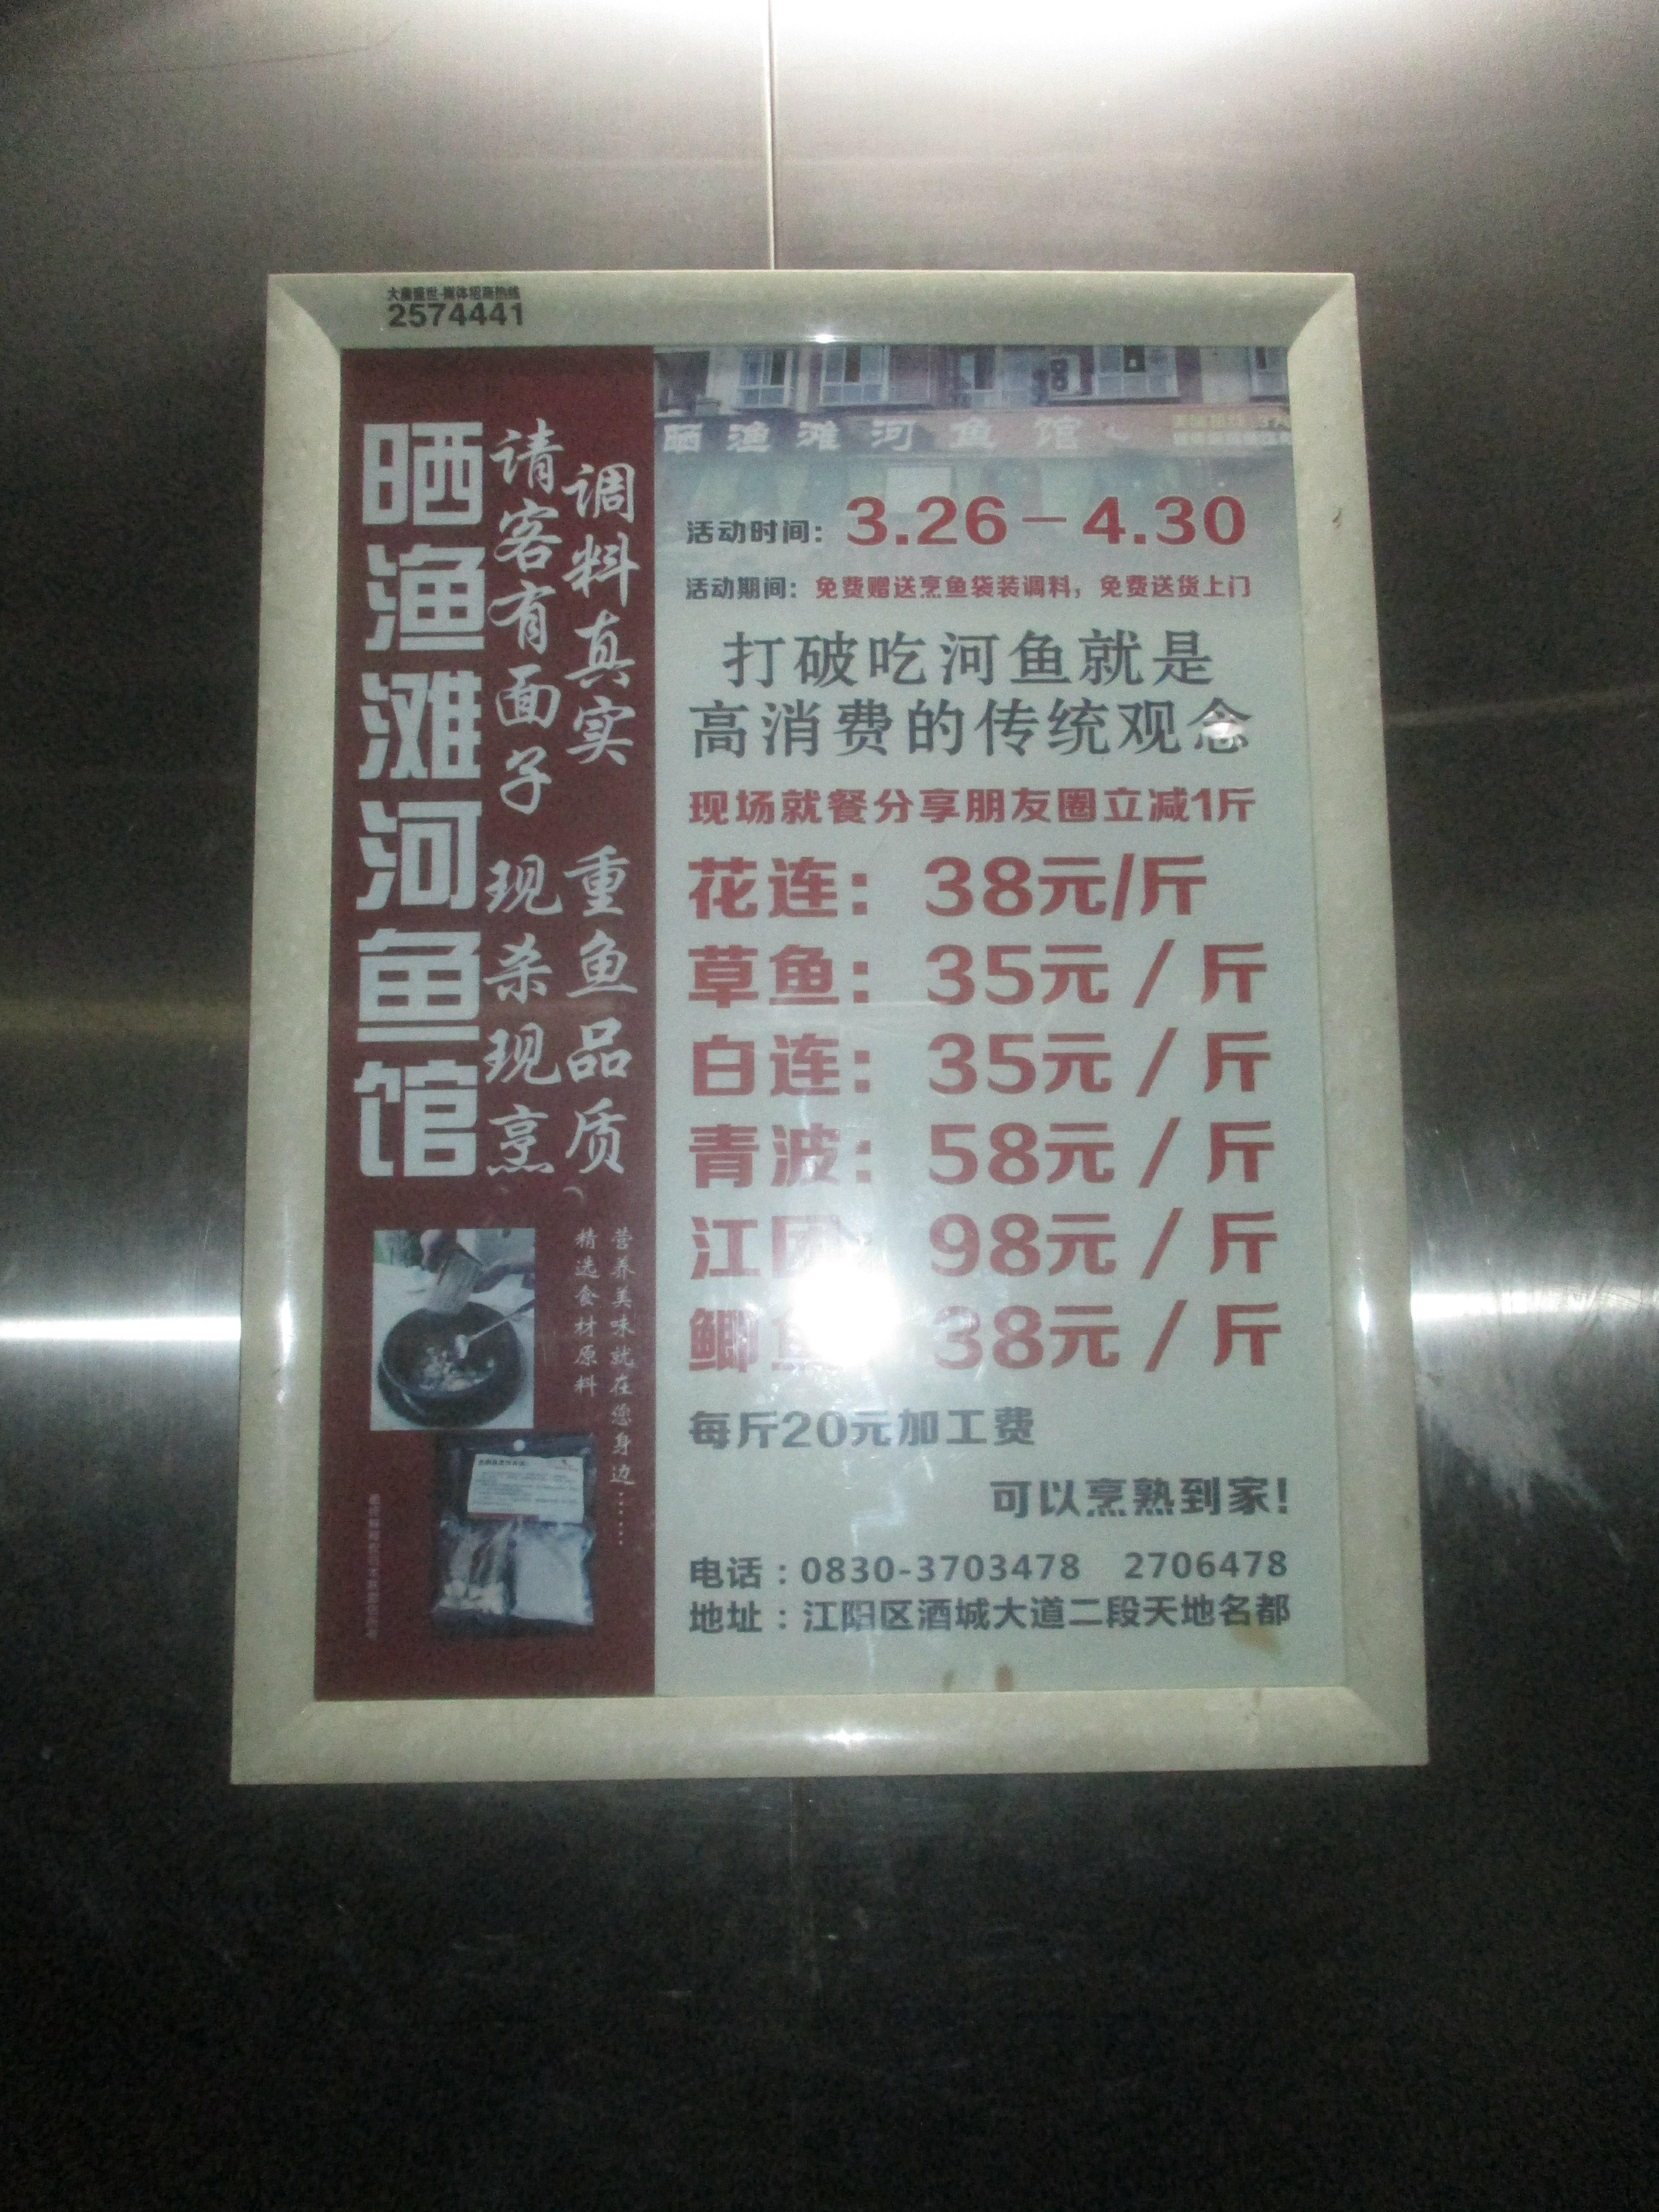 2574441
晒渔滩河鱼馆
请客有面子 现杀现烹
调料真实 重鱼品质
精选食材原料
营养美味就在您身边……
晒渔滩河鱼馆
活动时间：3.26－4.30
活动期间：免费赠送烹鱼袋装调料，免费送货上门
打破吃河鱼就是
高消费的传统观念
现场就餐分享朋友圈立减1斤
花连：38元/斤
草鱼：35元 / 斤
白连：35元 / 斤
青波：58元 / 斤
江团：98元 / 斤
鲫鱼：38元 / 斤
每斤20元加工费
可以烹熟到家！
电话：0830-3703478 2706478
地址：江阳区酒城大道二段天地名都